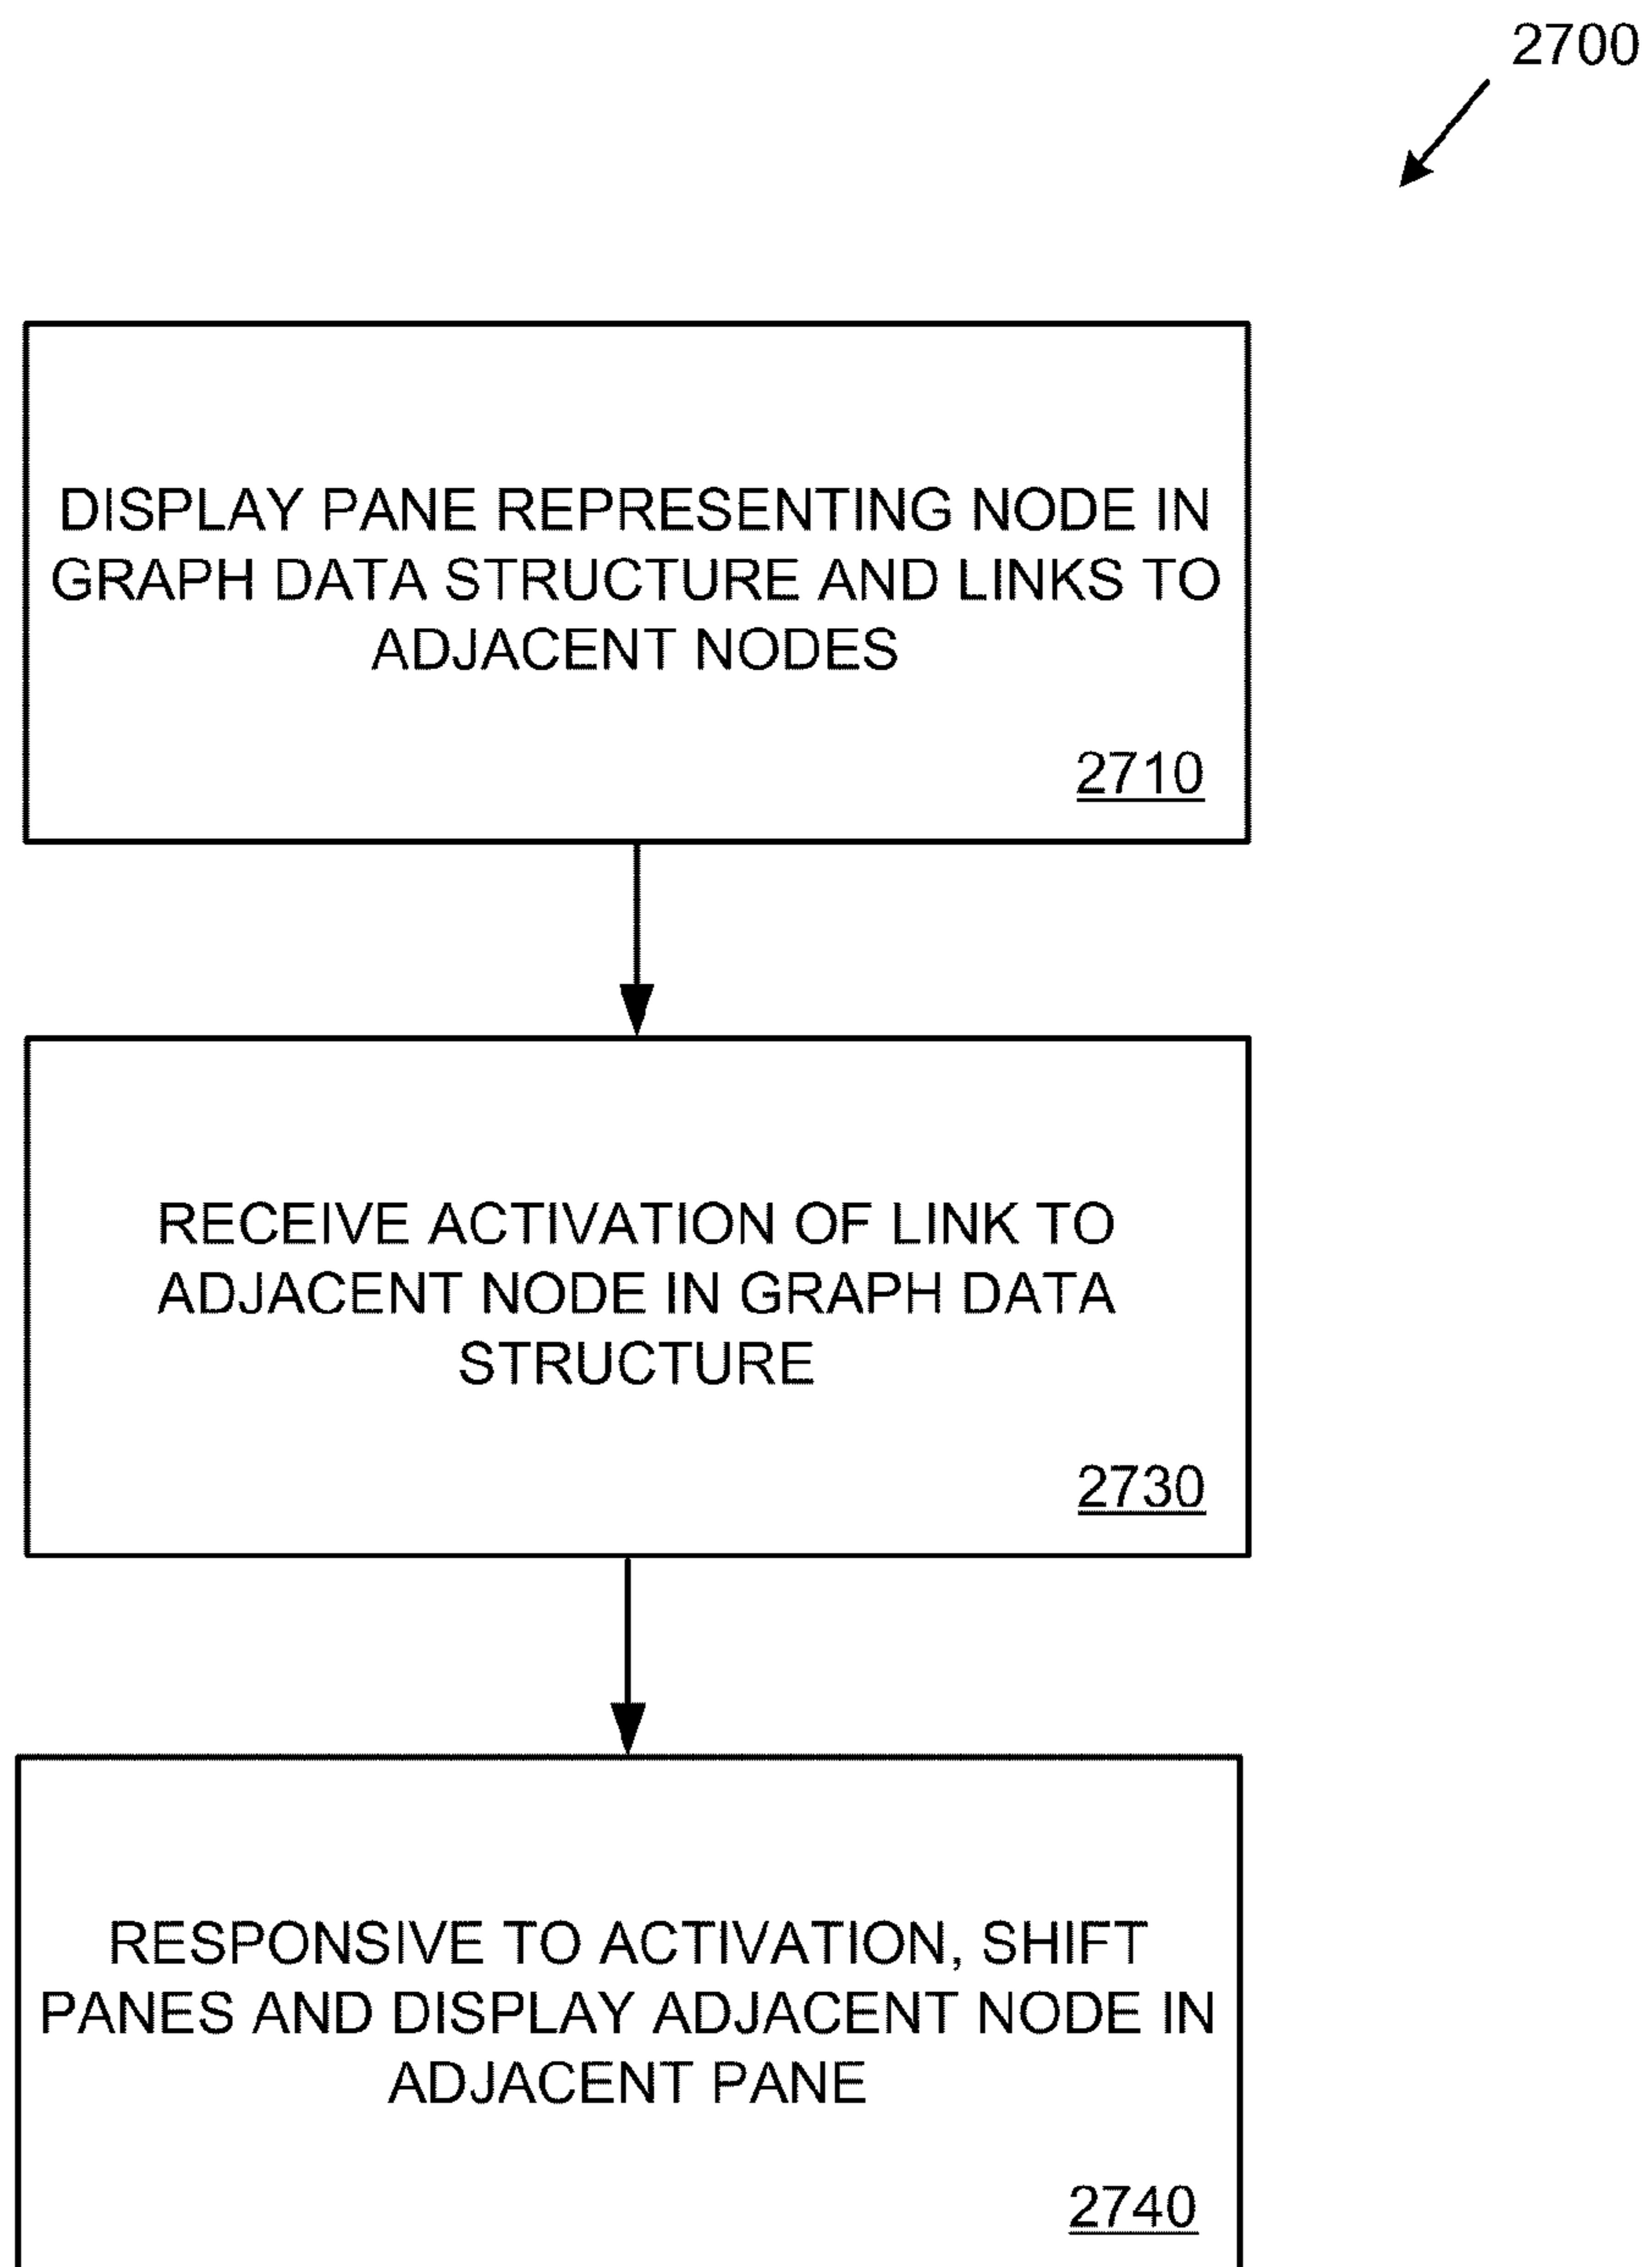 2700
DISPLAY PANE REPRESENTING NODE IN
GRAPH DATA STRUCTURE AND LINKS TO
ADJACENT NODES
2710
RECEIVE ACTIVATION OF LINK TO
ADJACENT NODE IN GRAPH DATA
STRUCTURE
2730
RESPONSIVE TO ACTIVATION, SHIFT
PANES AND DISPLAY ADJACENT NODE IN
ADJACENT PANE
2740